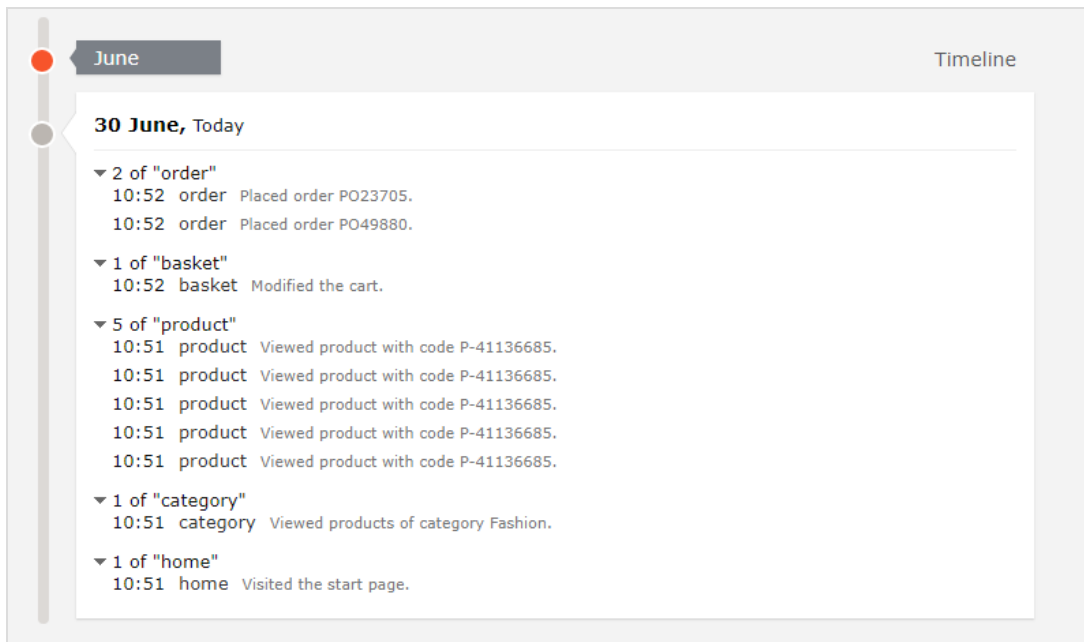 June
Timeline
30 June, Today
2 of "order"
10:52 order Placed order PO23705.
10:52 order Placed order PO49880.
1 of "basket"
10:52 basket Modified the cart.
5 of "product"
10:51 product Viewed product with code P-41136685.
10:51 product Viewed product with code P-41136685.
10:51 product Viewed product with code P-41136685.
10:51 product Viewed product with code P-41136685.
10:51 product Viewed product with code P-41136685.
1 of "category"
10:51 category Viewed products of category Fashion.
1 of "home"
10:51 home Visited the start page.